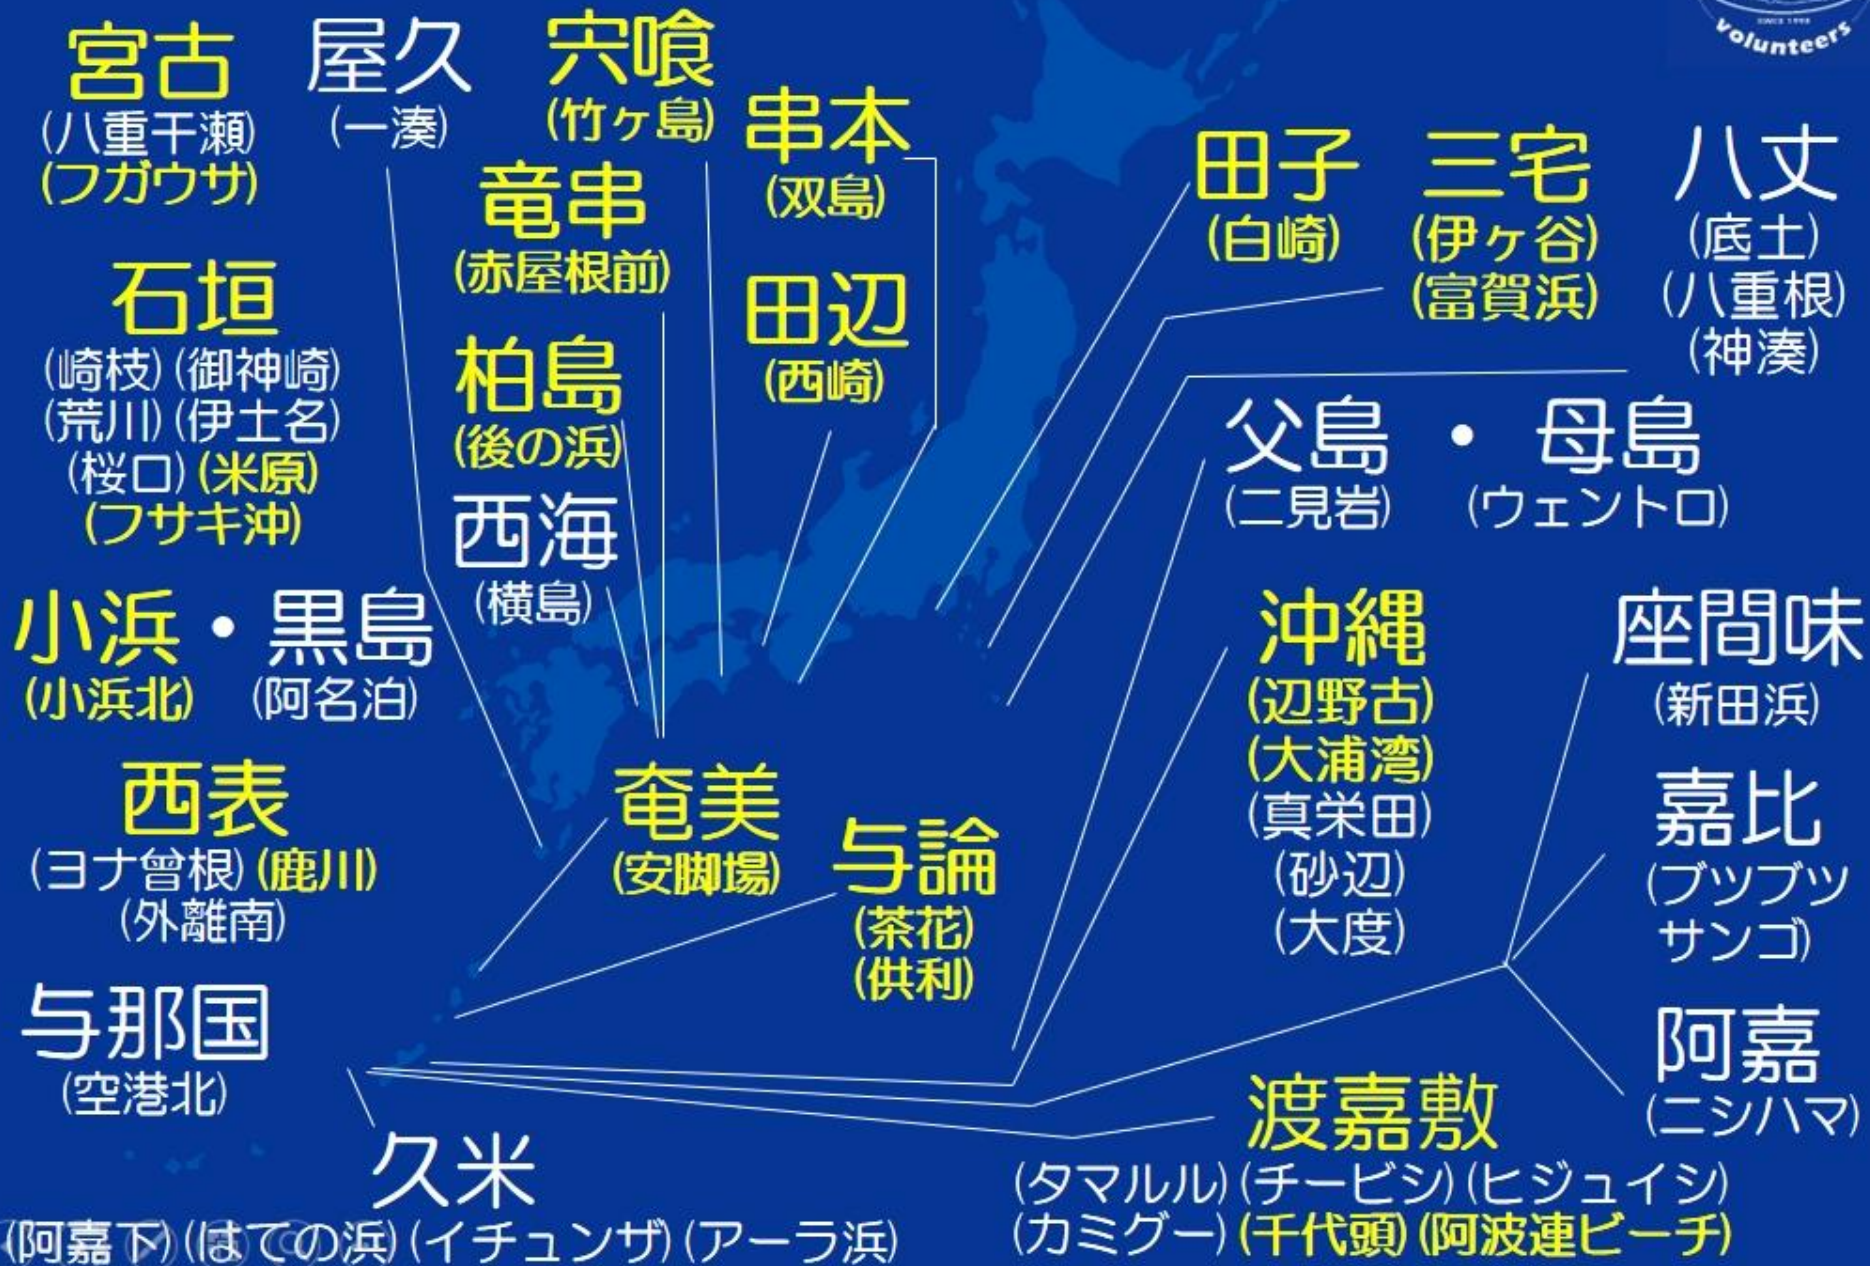 SINCE 1998
volunteers
宮古
(八重干瀬)
(フガウサ)
屋久
(一湊)
宍喰
(竹ヶ島)
串本
(双島)
竜串
(赤屋根前)
田子
(白崎)
三宅
(伊ヶ谷)
(富賀浜)
八丈
(底土)
(八重根)
(神湊)
石垣
(崎枝) (御神崎)
(荒川) (伊土名)
(桜口) (米原)
(フサキ沖)
柏島
(後の浜)
田辺
(西崎)
父島 ・ 母島
(二見岩) (ウェントロ)
西海
(横島)
小浜 ・ 黒島
(小浜北) (阿名泊)
沖縄
(辺野古)
(大浦湾)
(真栄田)
(砂辺)
(大度)
座間味
(新田浜)
西表
(ヨナ曾根) (鹿川)
(外離南)
奄美
(安脚場)
与論
(茶花)
(供利)
嘉比
(ブツブツ
サンゴ)
与那国
(空港北)
阿嘉
(ニシハマ)
久米
(阿嘉下) (はての浜) (イチュンザ) (アーラ浜)
渡嘉敷
(タマルル) (チービシ) (ヒジュイシ)
(カミグー) (千代頭) (阿波連ビーチ)